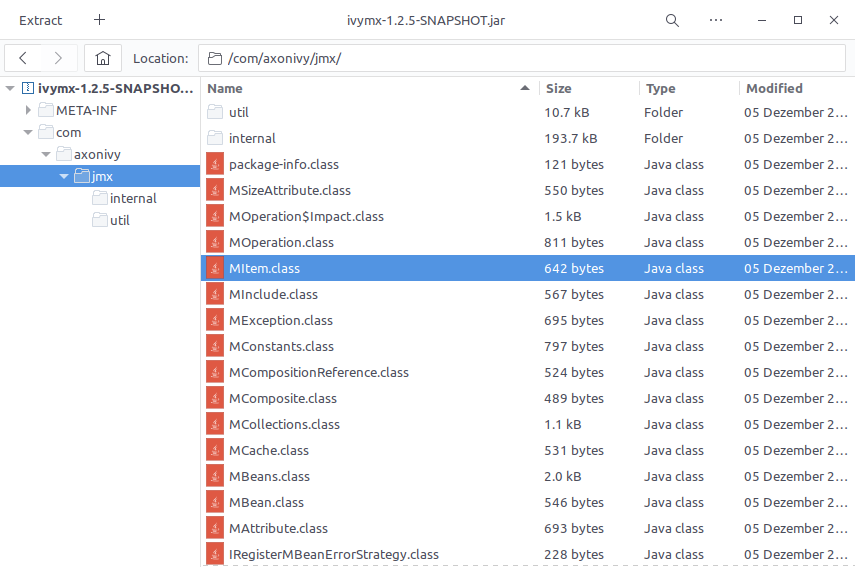 Extract + ivymx-1.2.5-SNAPSHOT.jar
Location: /com/axonivy/jmx/
ivymx-1.2.5-SNAPSHO...
META-INF
com
axonivy
jmx
internal
util
Name Size Type Modified
util 10.7 kB Folder 05 Dezember 2...
internal 193.7 kB Folder 05 Dezember 2...
package-info.class 121 bytes Java class 05 Dezember 2...
MSizeAttribute.class 550 bytes Java class 05 Dezember 2...
MOperation$Impact.class 1.5 kB Java class 05 Dezember 2...
MOperation.class 811 bytes Java class 05 Dezember 2...
MItem.class 642 bytes Java class 05 Dezember 2...
MInclude.class 567 bytes Java class 05 Dezember 2...
MException.class 695 bytes Java class 05 Dezember 2...
MConstants.class 797 bytes Java class 05 Dezember 2...
MCompositionReference.class 524 bytes Java class 05 Dezember 2...
MComposite.class 489 bytes Java class 05 Dezember 2...
MCollections.class 1.1 kB Java class 05 Dezember 2...
MCache.class 531 bytes Java class 05 Dezember 2...
MBeans.class 2.0 kB Java class 05 Dezember 2...
MBean.class 546 bytes Java class 05 Dezember 2...
MAttribute.class 693 bytes Java class 05 Dezember 2...
IRegisterMBeanErrorStrategy.class 228 bytes Java class 05 Dezember 2...